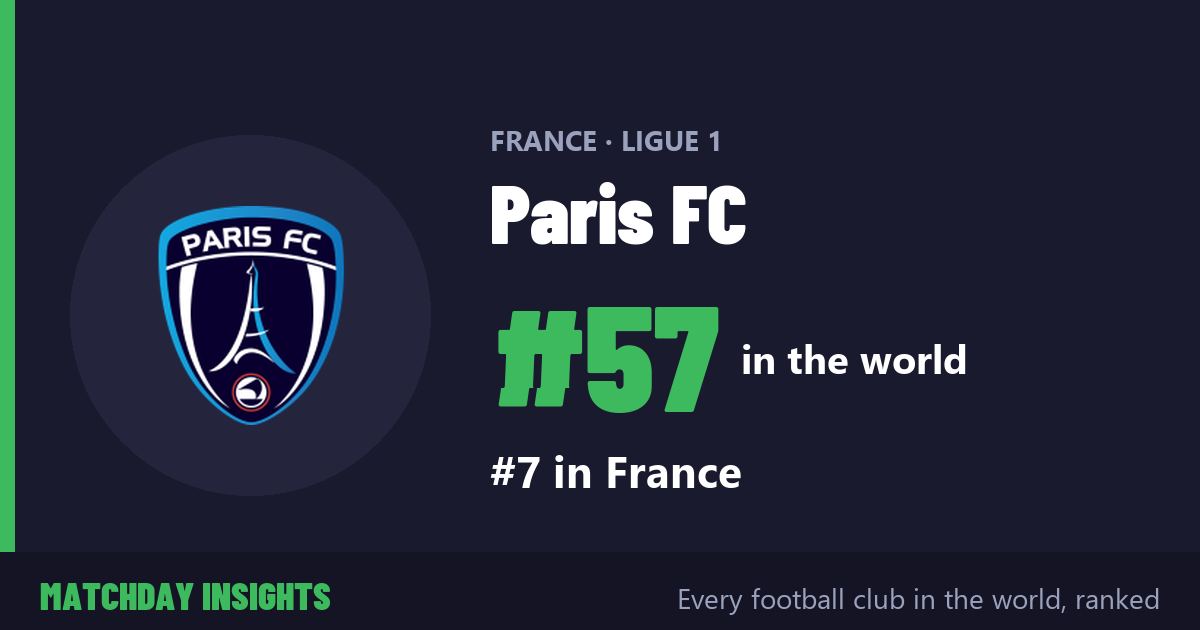 FRANCE · LIGUE 1
Paris FC
PARIS FC
#57 in the world
#7 in France
MATCHDAY INSIGHTS
Every football club in the world, ranked